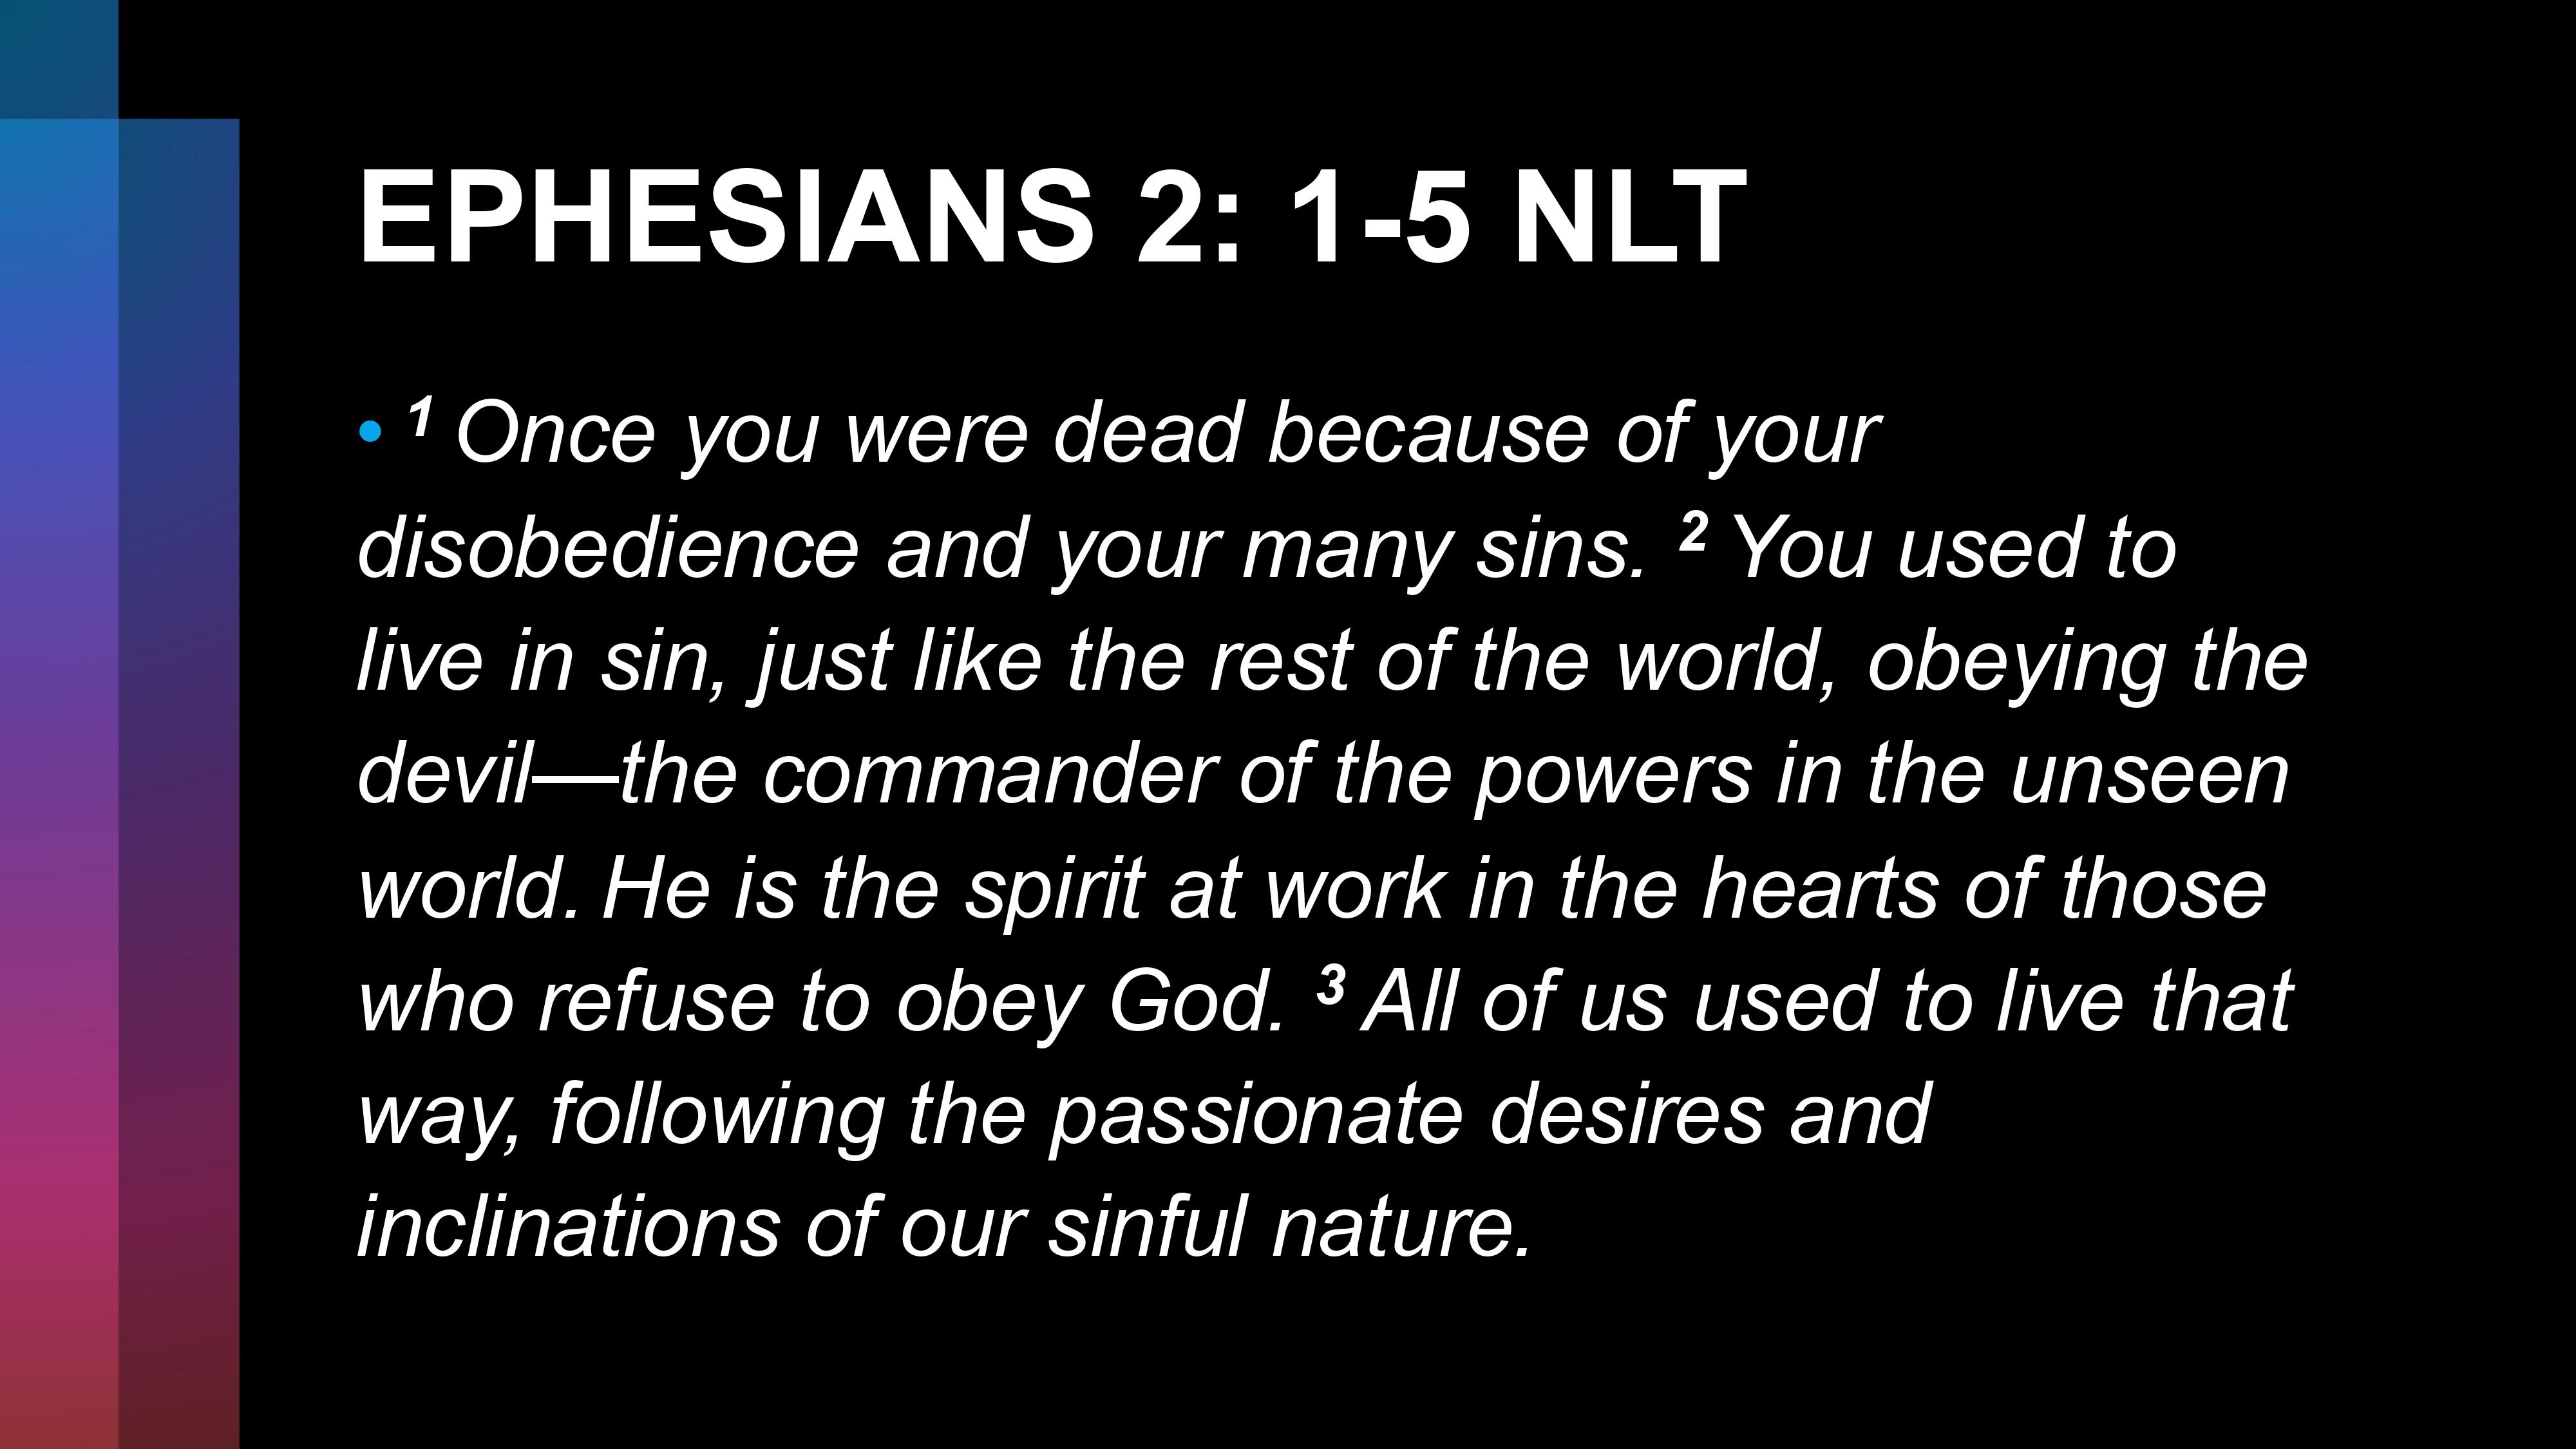 EPHESIANS 2: 1-5 NLT
• 1 Once you were dead because of your
disobedience and your many sins. 2 You used to
live in sin, just like the rest of the world, obeying the
devil—the commander of the powers in the unseen
world. He is the spirit at work in the hearts of those
who refuse to obey God. 3 All of us used to live that
way, following the passionate desires and
inclinations of our sinful nature.